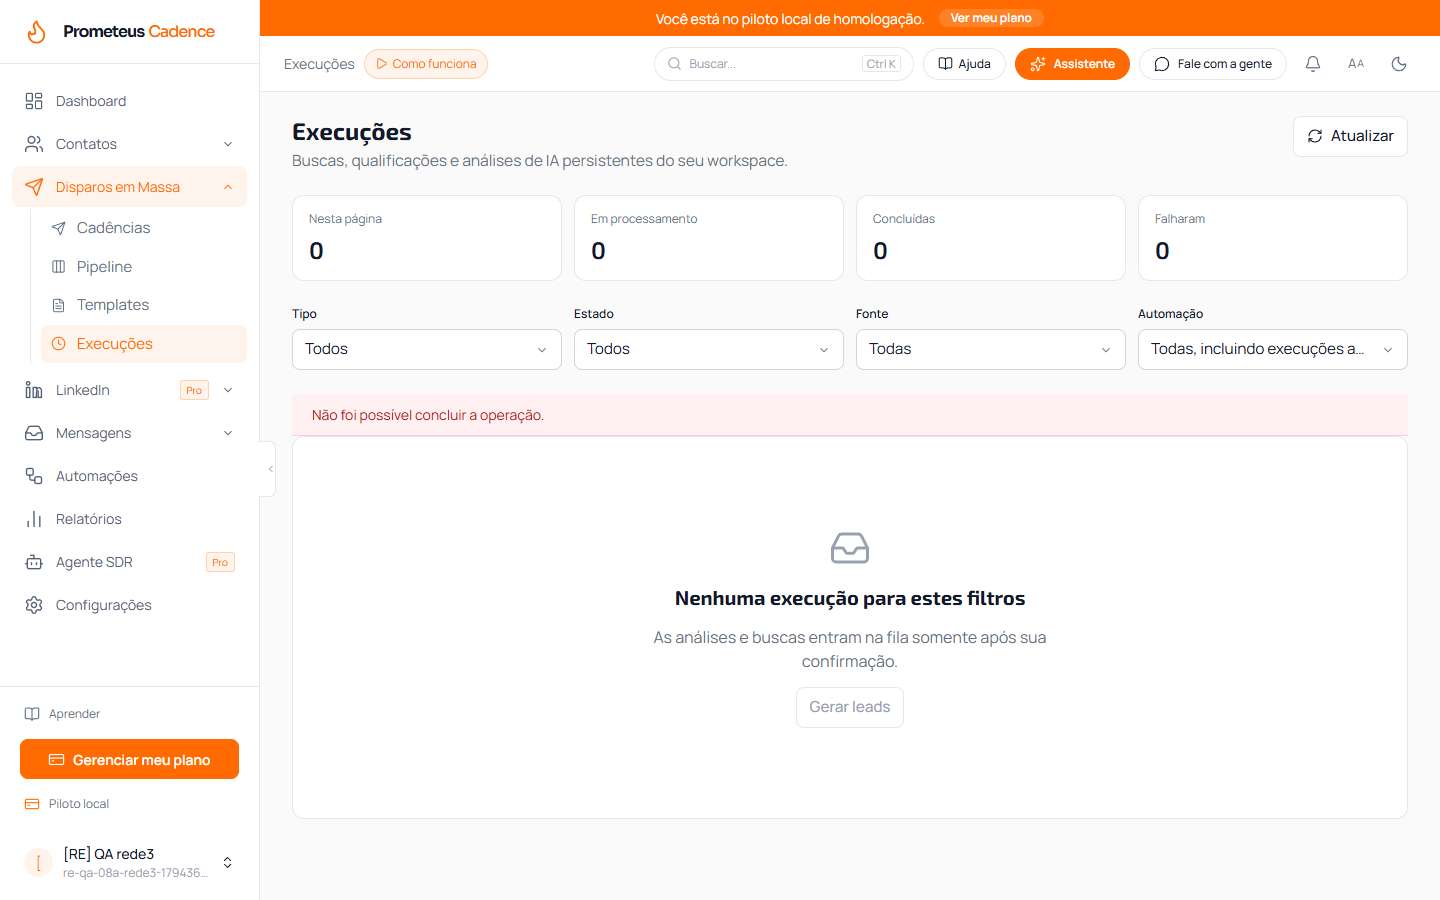 Prometeus Cadence
Você está no piloto local de homologação.
Ver meu plano
Execuções
Como funciona
Buscar...
Ctrl K
Ajuda
Assistente
Fale com a gente
AA
Dashboard
Contatos
Disparos em Massa
Cadências
Pipeline
Templates
Execuções
LinkedIn
Pro
Mensagens
Automações
Relatórios
Agente SDR
Pro
Configurações
Aprender
Gerenciar meu plano
Piloto local
[
[RE] QA rede3
re-qa-08a-rede3-179436...
Execuções
Buscas, qualificações e análises de IA persistentes do seu workspace.
Atualizar
Nesta página
0
Em processamento
0
Concluídas
0
Falharam
0
Tipo
Todos
Estado
Todos
Fonte
Todas
Automação
Todas, incluindo execuções a...
Não foi possível concluir a operação.
Nenhuma execução para estes filtros
As análises e buscas entram na fila somente após sua
confirmação.
Gerar leads